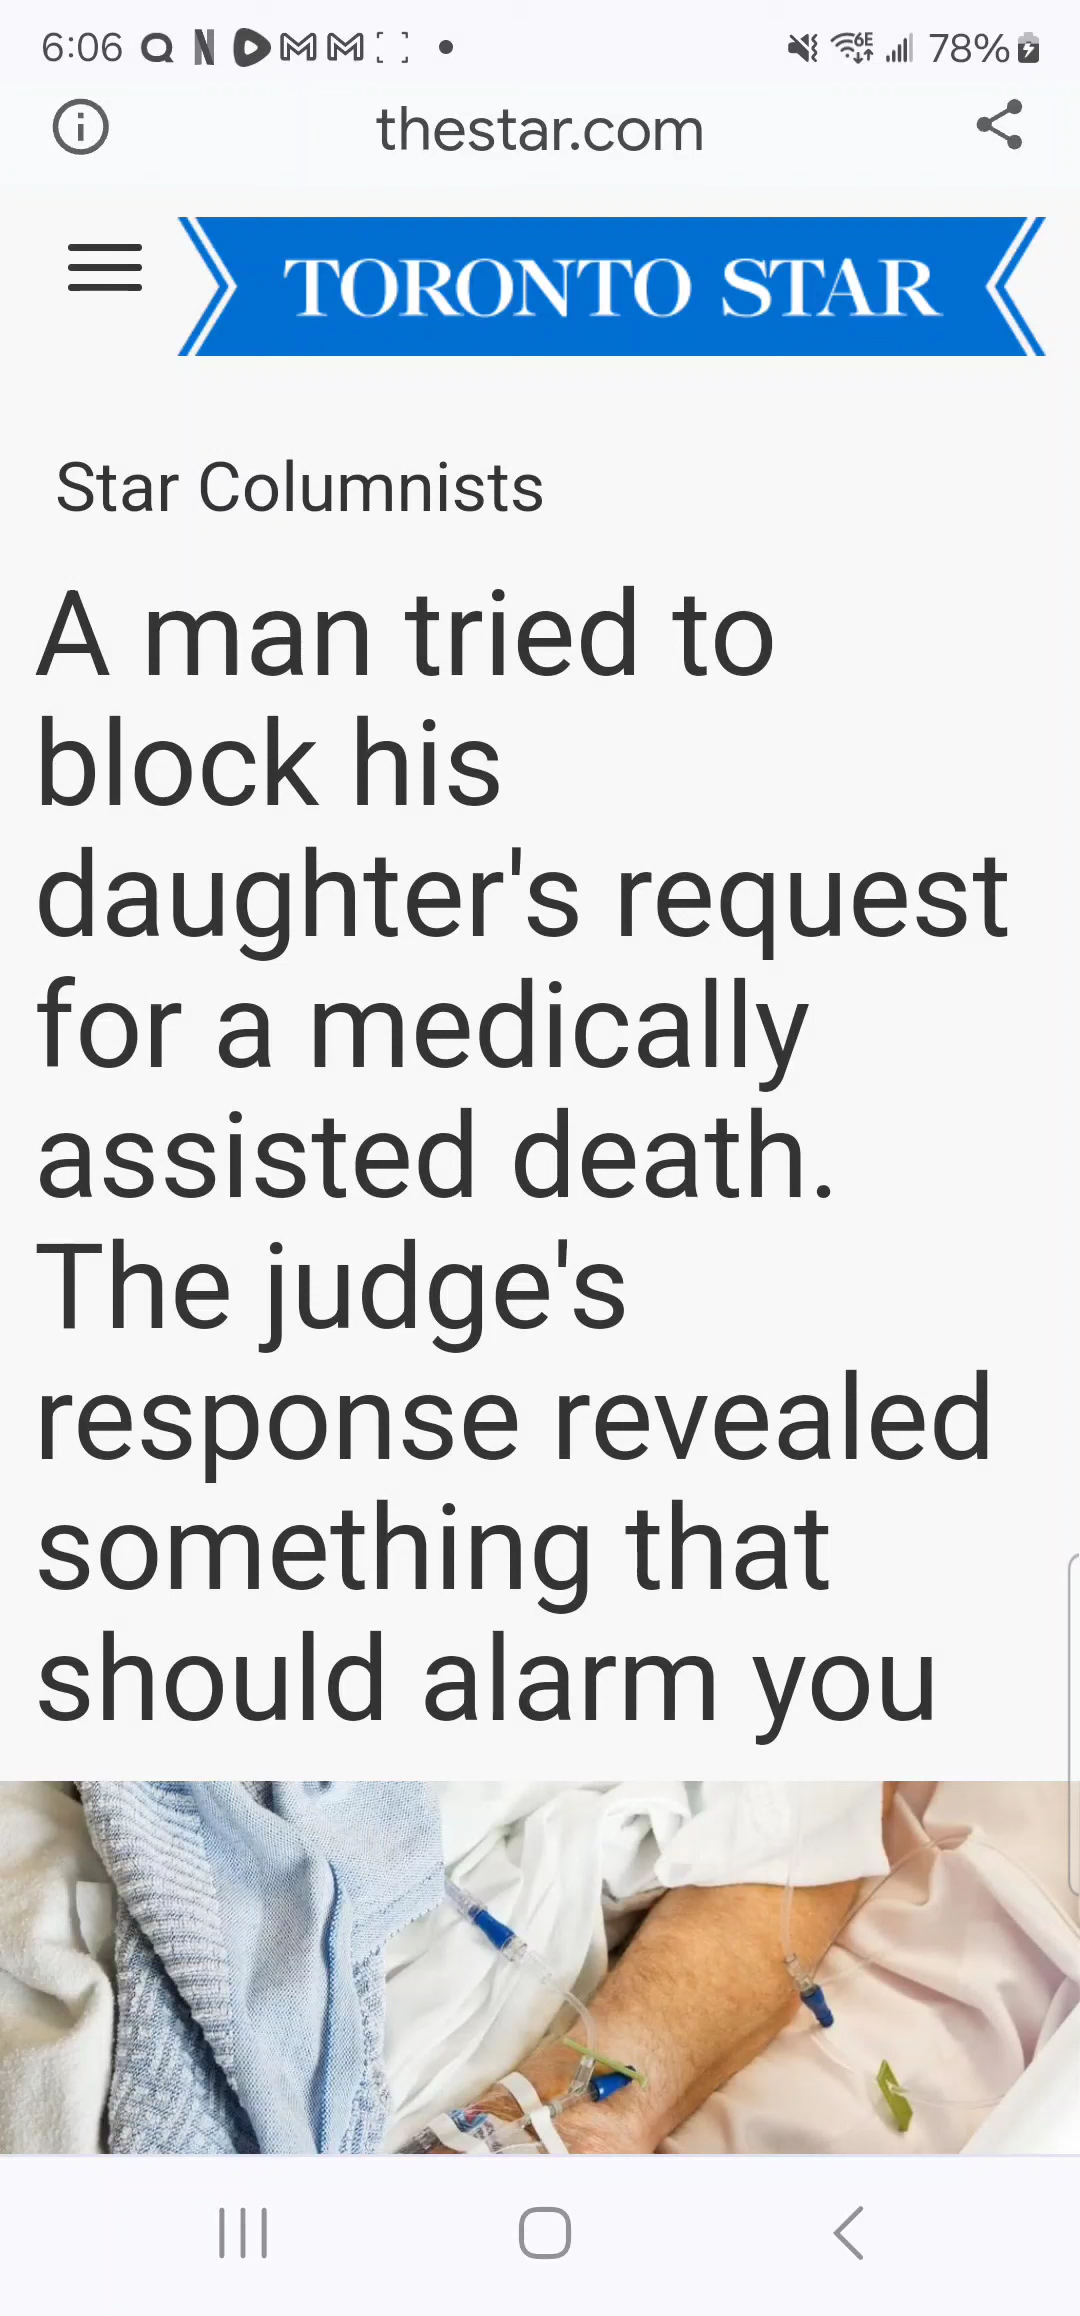 6:06 78%
thestar.com
TORONTO STAR
Star Columnists
A man tried to
block his
daughter's request
for a medically
assisted death.
The judge's
response revealed
something that
should alarm you